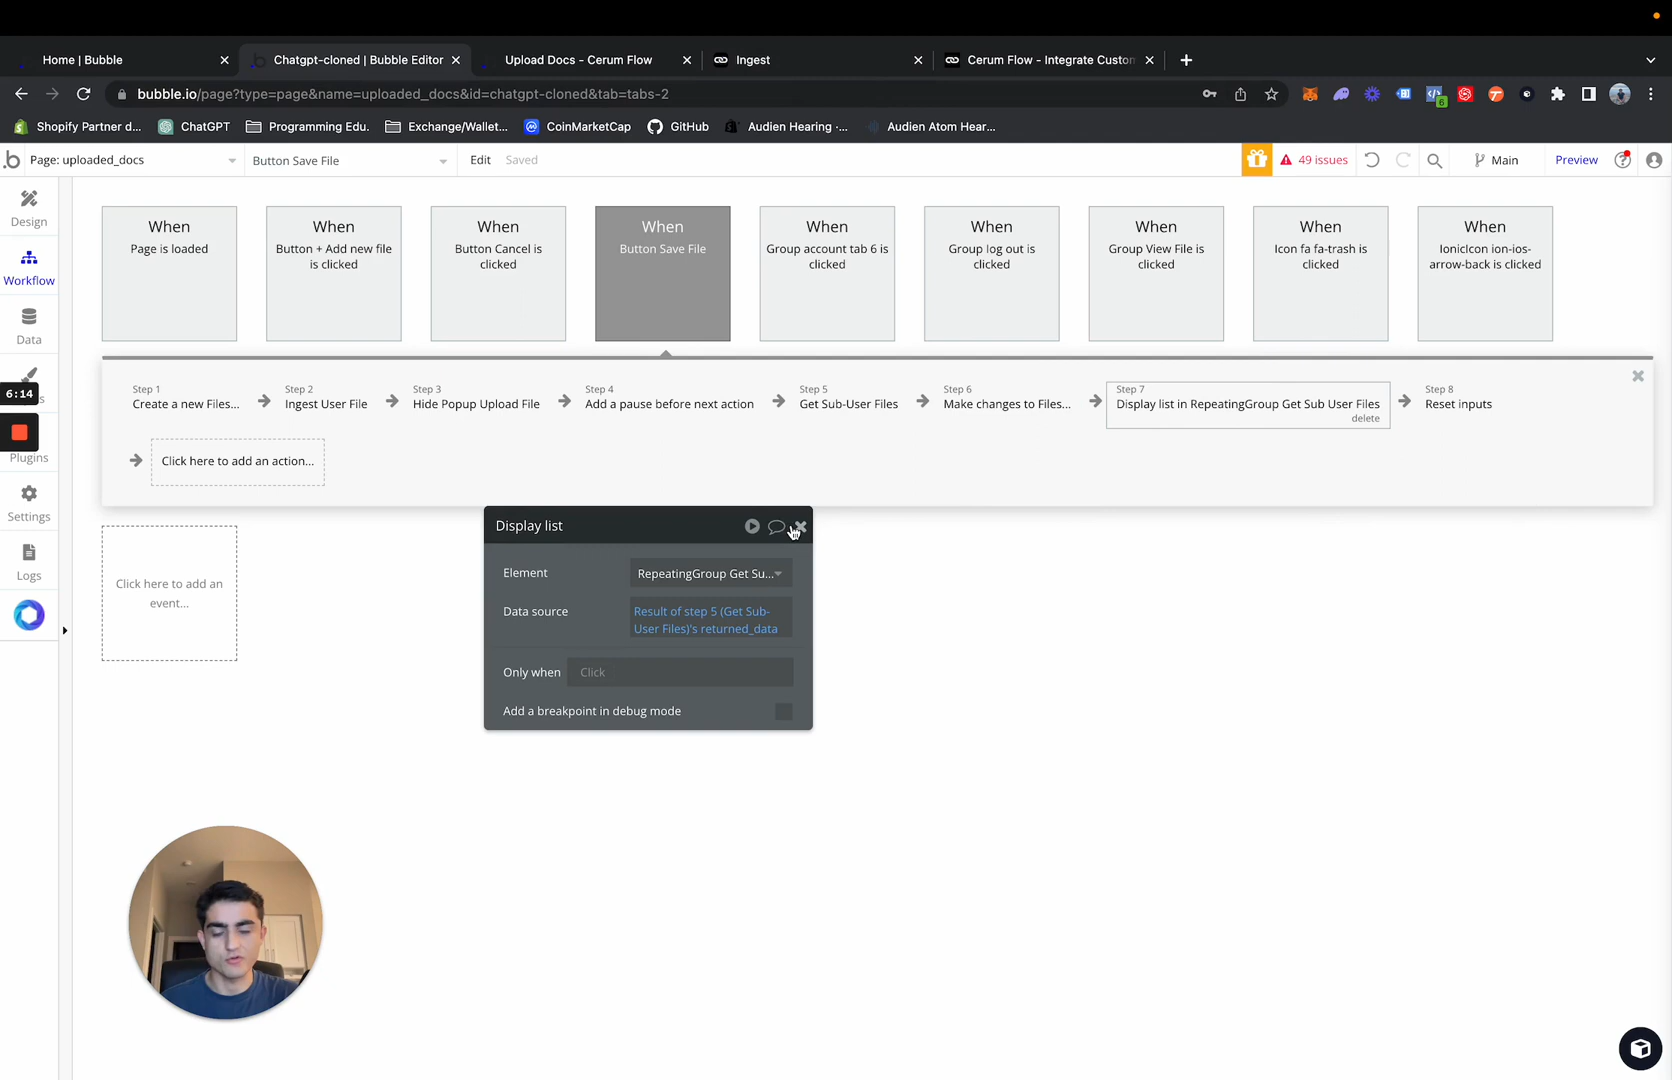 Home | Bubble
Chatgpt-cloned | Bubble Editor
Upload Docs - Cerum Flow
Ingest
Cerum Flow - Integrate Custom
bubble.io/page?type=page&name=uploaded_docs&id=chatgpt-cloned&tab=tabs-2
6
Shopify Partner d...
ChatGPT
Programming Edu.
Exchange/Wallet...
CoinMarketCap
GitHub
Audien Hearing -...
Audien Atom Hear...
Page: uploaded_docs
Button Save File
Edit
Saved
49 issues
Main
Preview
Design
Workflow
Data
6:14
Plugins
Settings
Logs
When
Page is loaded
When
Button + Add new file
is clicked
When
Button Cancel is
clicked
When
Button Save File
When
Group account tab 6 is
clicked
When
Group log out is
clicked
When
Group View File is
clicked
When
Icon fa fa-trash is
clicked
When
IonicIcon ion-ios-
arrow-back is clicked
Step 1
Create a new Files...
Step 2
Ingest User File
Step 3
Hide Popup Upload File
Step 4
Add a pause before next action
Step 5
Get Sub-User Files
Step 6
Make changes to Files...
Step 7
Display list in RepeatingGroup Get Sub User Files
delete
Step 8
Reset inputs
Click here to add an action...
Click here to add an
event...
Display list
Element
RepeatingGroup Get Su...
Data source
Result of step 5 (Get Sub-
User Files)'s returned_data
Only when
Click
Add a breakpoint in debug mode